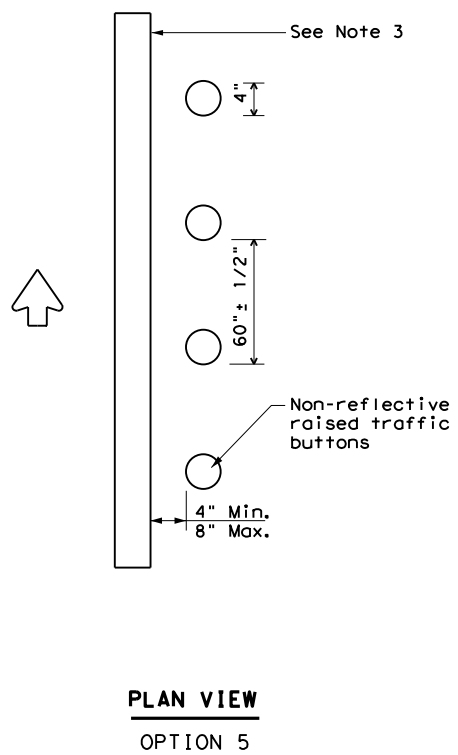 See Note 3
4"
60"± 1/2"
Non-reflective
raised traffic
buttons
4" Min.
8" Max.
PLAN VIEW
OPTION 5